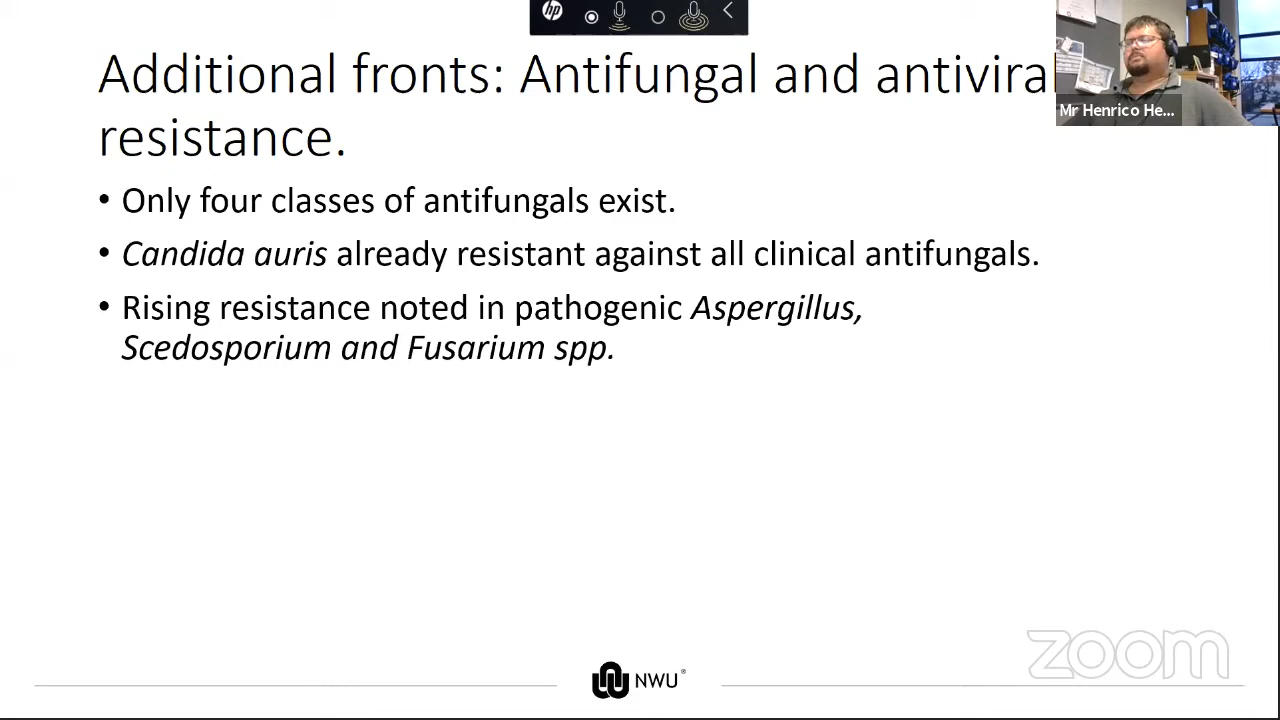 hp
Additional fronts: Antifungal and antiviral
resistance.
Mr Henrico He...
• Only four classes of antifungals exist.
• Candida auris already resistant against all clinical antifungals.
• Rising resistance noted in pathogenic Aspergillus,
Scedosporium and Fusarium spp.
zoom
NWU®